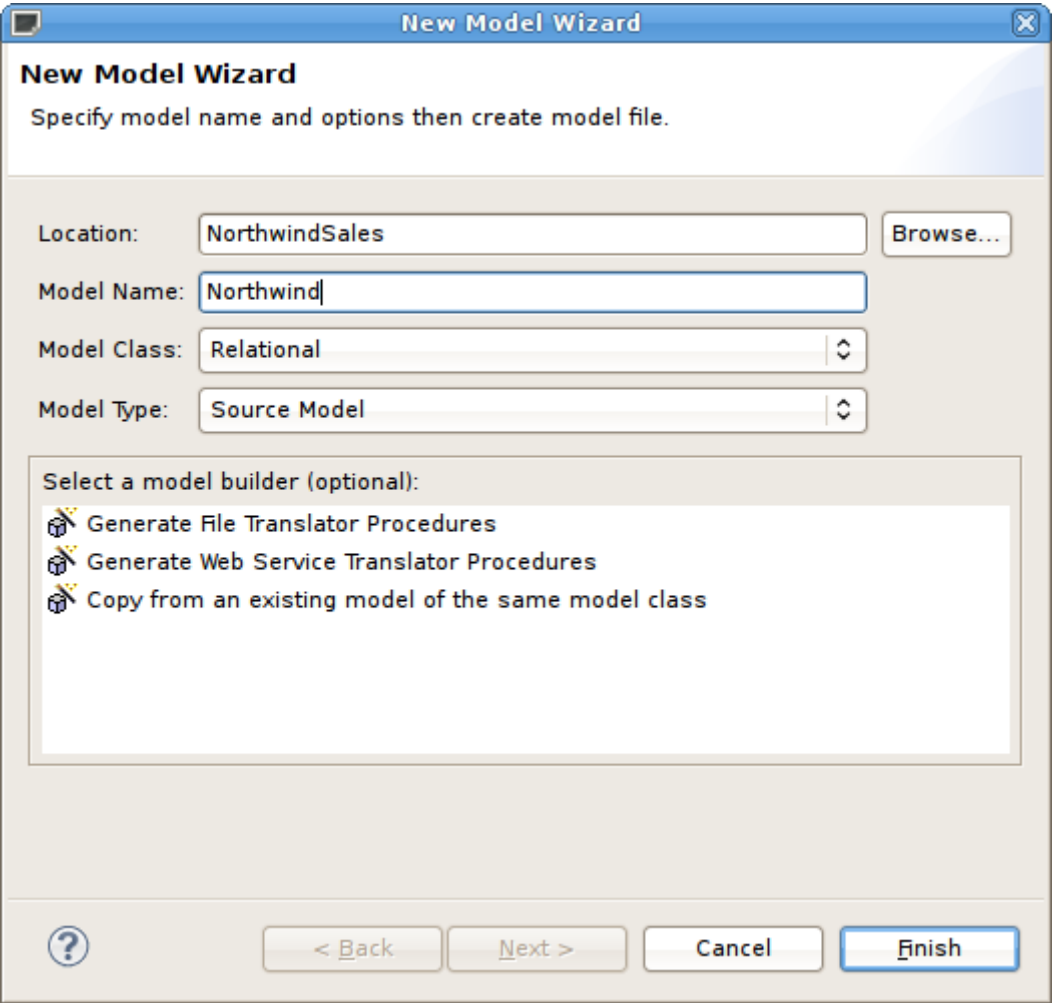 New Model Wizard
New Model Wizard
Specify model name and options then create model file.
Location: NorthwindSales Browse...
Model Name: Northwind
Model Class: Relational
Model Type: Source Model
Select a model builder (optional):
Generate File Translator Procedures
Generate Web Service Translator Procedures
Copy from an existing model of the same model class
? < Back Next > Cancel Finish